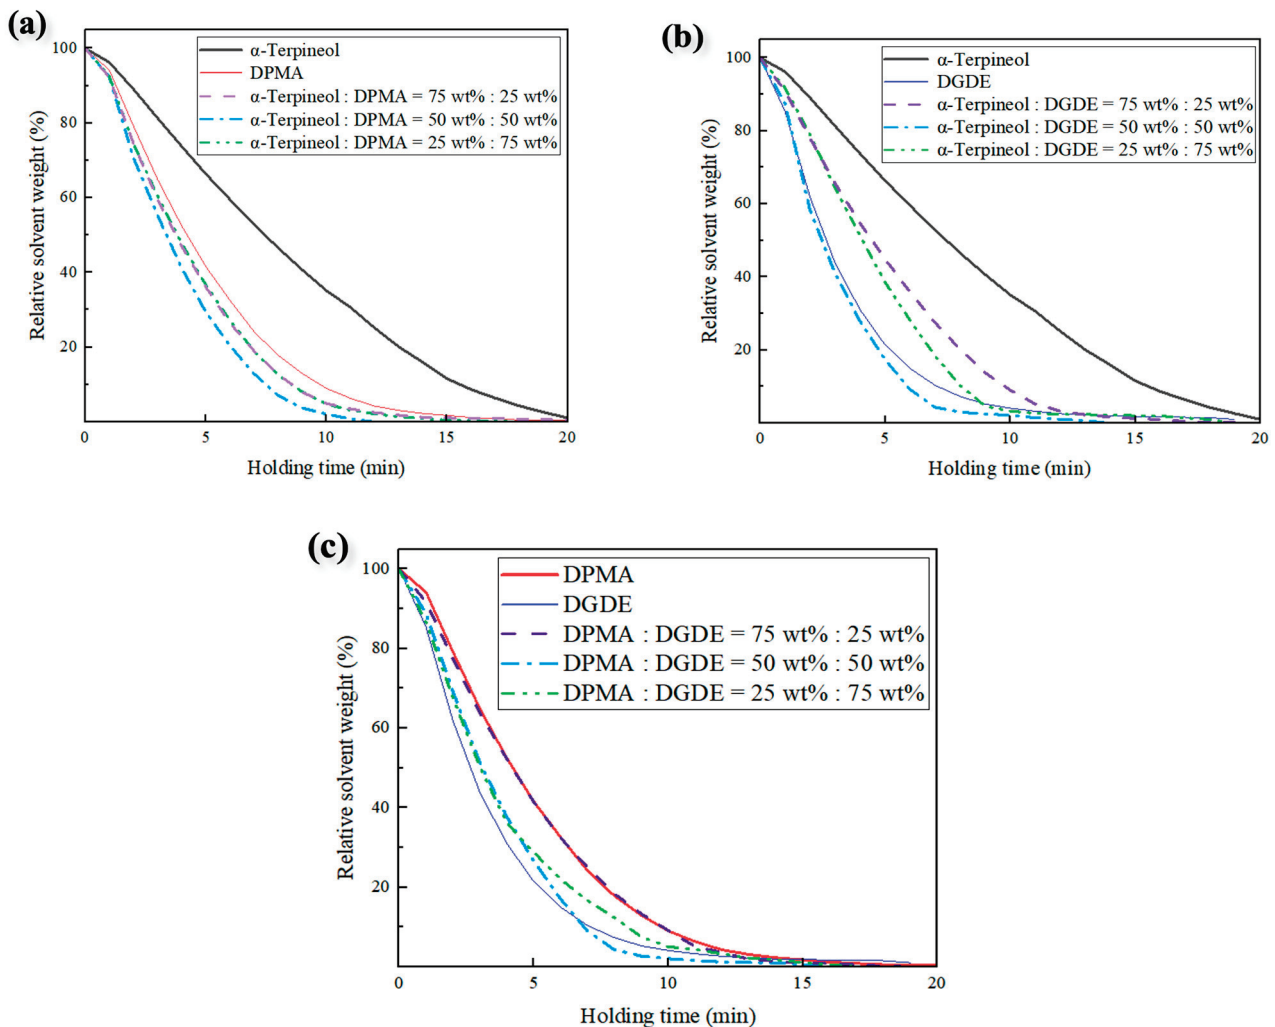 (a)
α-Terpineol
DPMA
α-Terpineol : DPMA = 75 wt% : 25 wt%
α-Terpineol : DPMA = 50 wt% : 50 wt%
α-Terpineol : DPMA = 25 wt% : 75 wt%
100
80
60
40
20
Relative solvent weight (%)
0
5
10
15
20
Holding time (min)
(b)
α-Terpineol
DGDE
α-Terpineol : DGDE = 75 wt% : 25 wt%
α-Terpineol : DGDE = 50 wt% : 50 wt%
α-Terpineol : DGDE = 25 wt% : 75 wt%
100
80
60
40
20
Relative solvent weight (%)
0
5
10
15
20
Holding time (min)
(c)
DPMA
DGDE
DPMA : DGDE = 75 wt% : 25 wt%
DPMA : DGDE = 50 wt% : 50 wt%
DPMA : DGDE = 25 wt% : 75 wt%
100
80
60
40
20
Relative solvent weight (%)
0
5
10
15
20
Holding time (min)